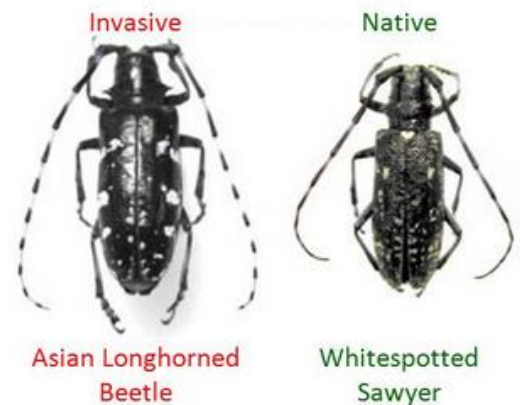 Invasive
Native
Asian Longhorned
Beetle
Whitespotted
Sawyer